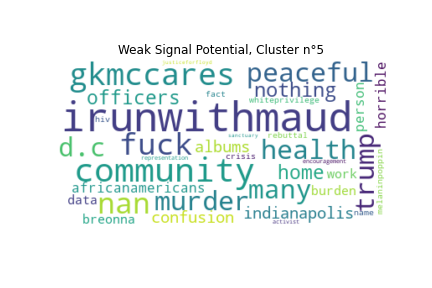 Weak Signal Potential, Cluster n°5
justiceforfloyd
gkmccares peaceful horrible
officers fact nothing person
hiv whiteprivilege
irunwithmaud
sanctuary rebuttal
d.c fuck albums health trump
representation crisis encouragement
community home work melaninpoppin
africanamericans many burden
data nan murder indianapolis name
breonna confusion activist